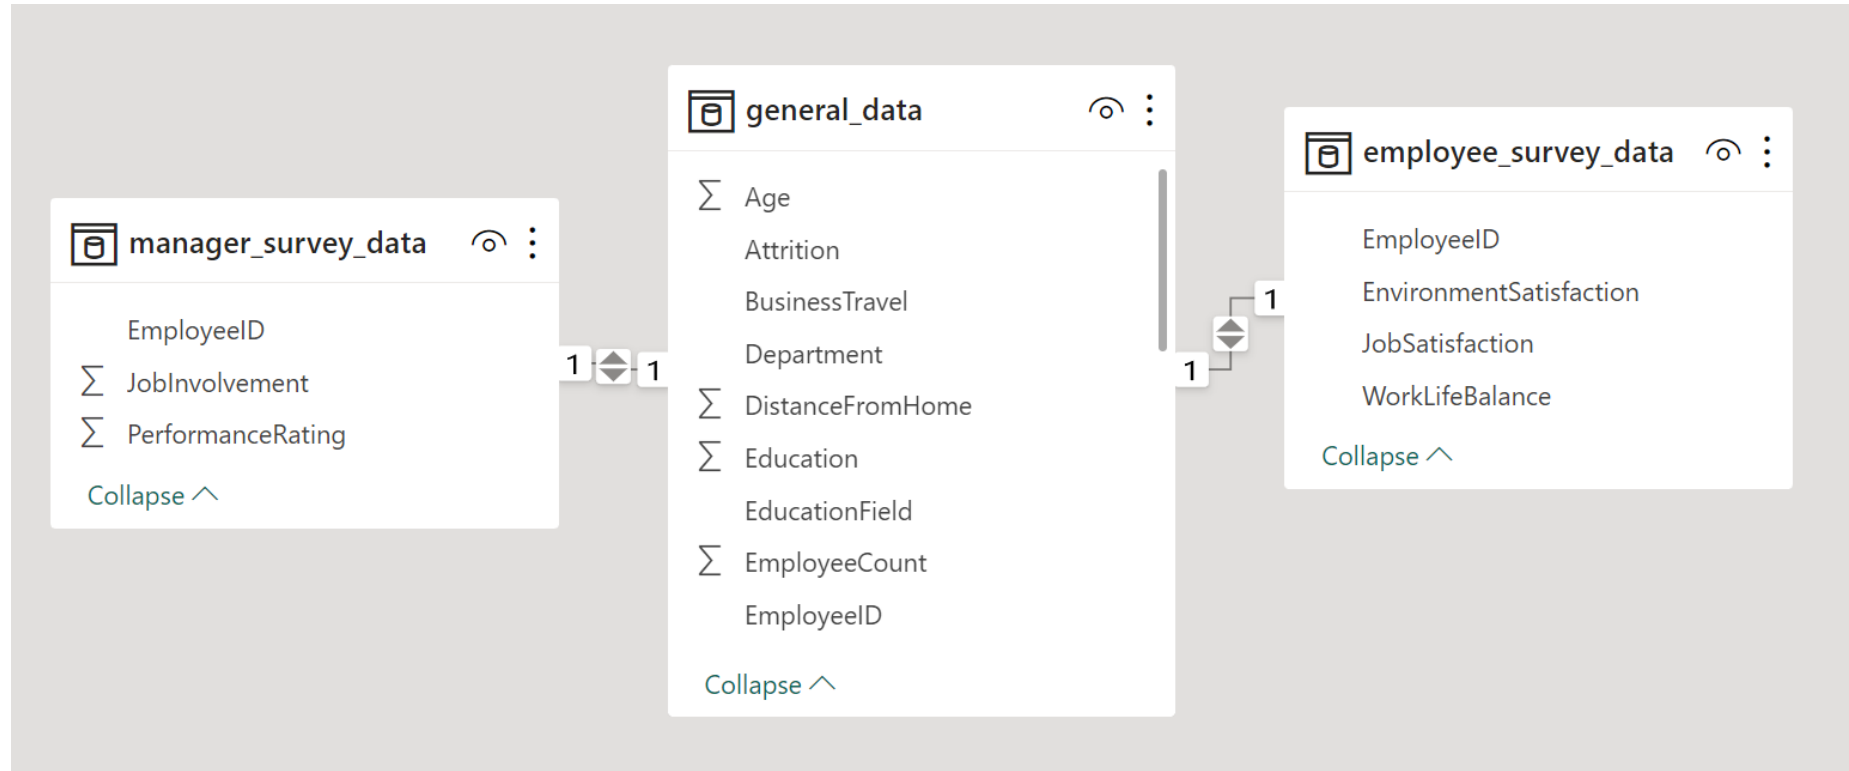 manager_survey_data
EmployeeID
JobInvolvement
PerformanceRating
Collapse
1
1
general_data
Age
Attrition
BusinessTravel
Department
DistanceFromHome
Education
EducationField
EmployeeCount
EmployeeID
Collapse
1
1
employee_survey_data
EmployeeID
EnvironmentSatisfaction
JobSatisfaction
WorkLifeBalance
Collapse